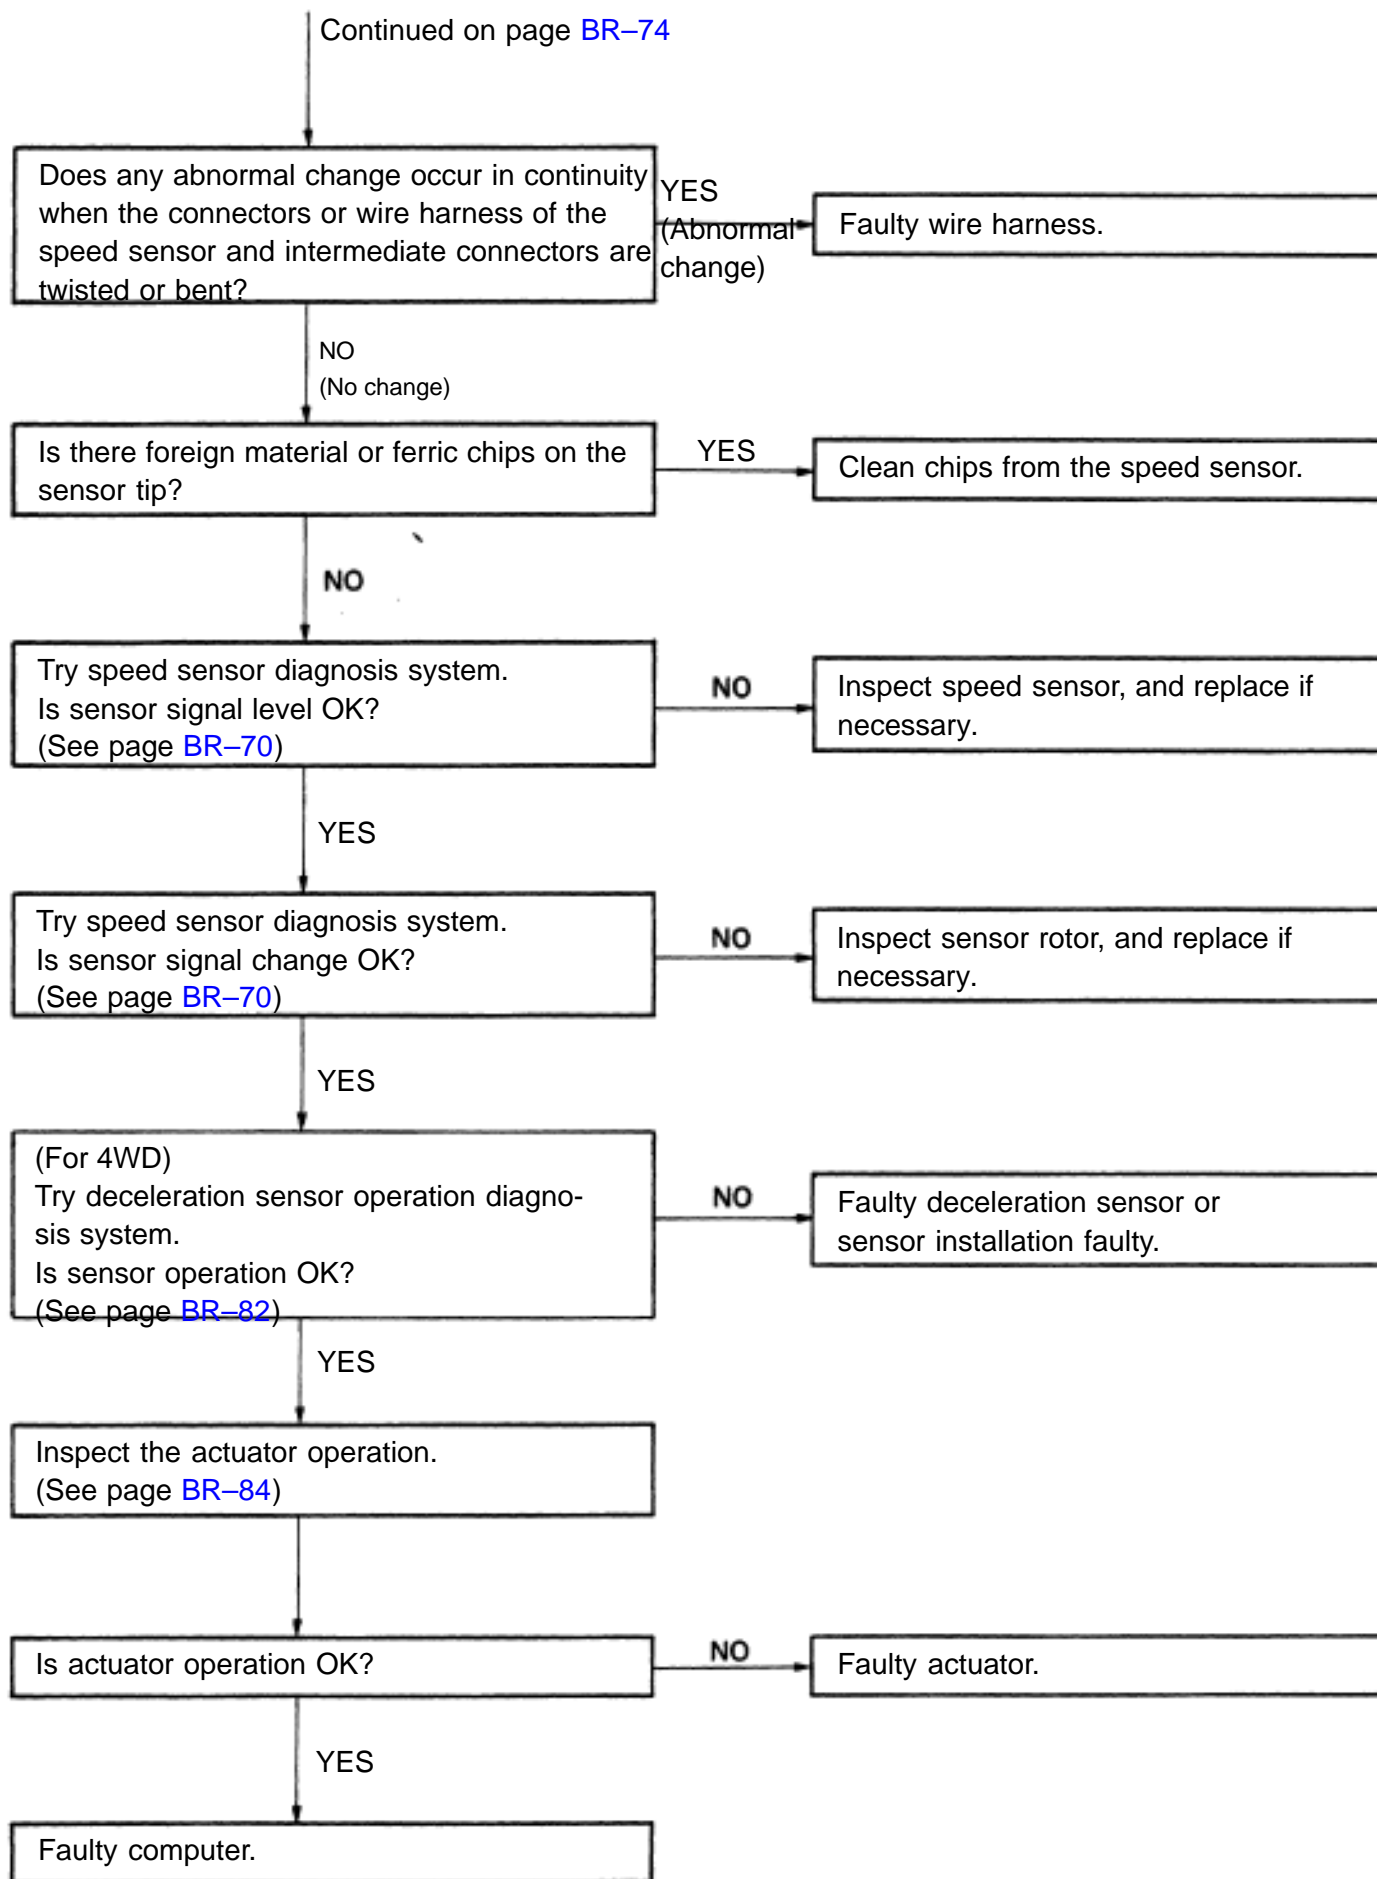 Continued on page BR–74
Does any abnormal change occur in continuity
when the connectors or wire harness of the
speed sensor and intermediate connectors are
twisted or bent?
YES
(Abnormal
change)
Faulty wire harness.
NO
(No change)
Is there foreign material or ferric chips on the
sensor tip?
YES
Clean chips from the speed sensor.
NO
Try speed sensor diagnosis system.
Is sensor signal level OK?
(See page BR–70)
NO
Inspect speed sensor, and replace if
necessary.
YES
Try speed sensor diagnosis system.
Is sensor signal change OK?
(See page BR–70)
NO
Inspect sensor rotor, and replace if
necessary.
YES
(For 4WD)
Try deceleration sensor operation diagno-
sis system.
Is sensor operation OK?
(See page BR–82)
NO
Faulty deceleration sensor or
sensor installation faulty.
YES
Inspect the actuator operation.
(See page BR–84)
Is actuator operation OK?
NO
Faulty actuator.
YES
Faulty computer.